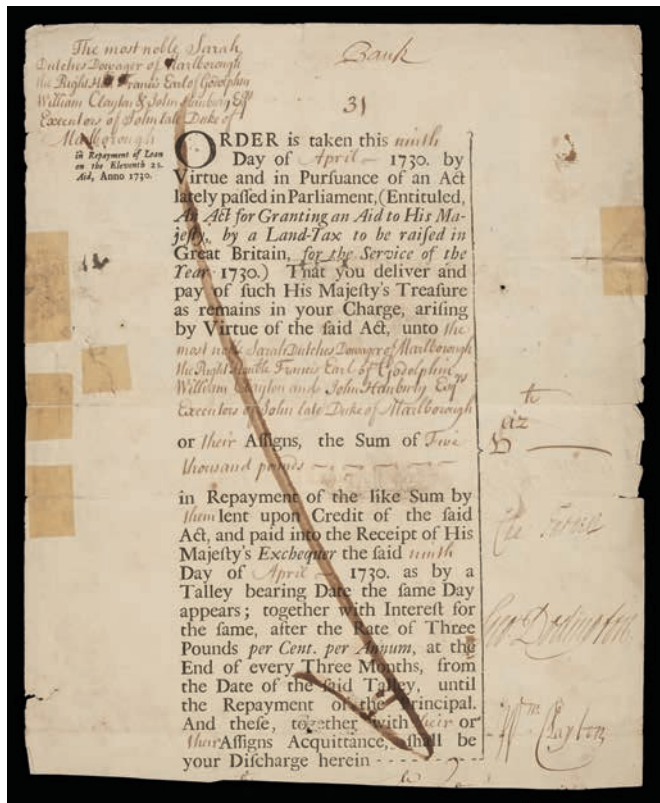 The most noble Sarah
Dutches Dowager of Marlborough
the Right Hon Francis Earl of Godolphin
William Clayton & John Hanbury Esqrs
Executors of John late Duke of
Marlborough
Bank
31
In Repayment of Loan
on the Eleventh 2s.
Aid, Anno 1730.
ORDER is taken this ninth
Day of April 1730. by
Virtue and in Purſuance of an Act
lately paſſed in Parliament, (Entituled,
An Act for Granting an Aid to His Ma-
jeſty, by a Land-Tax to be raiſed in
Great Britain, for the Service of the
Year 1730.) That you deliver and
pay of ſuch His Majeſty's Treaſure
as remains in your Charge, ariſing
by Virtue of the ſaid Act, unto the
most noble Sarah Dutches Dowager of Marlborough
the Right Honble Francis Earl of Godolphin
William Clayton and John Hanbury Esqrs
Executors of John late Duke of Marlborough
or their Aſſigns, the Sum of Five
thousand pounds
in Repayment of the like Sum by
them lent upon Credit of the ſaid
Act, and paid into the Receipt of His
Majeſty's Exchequer the ſaid ninth
Day of April 1730. as by a
Talley bearing Date the ſame Day
appears; together with Intereſt for
the ſame, after the Rate of Three
Pounds per Cent. per Annum, at the
End of every Three Months, from
the Date of the ſaid Talley, until
the Repayment of the Principal.
And theſe, together with their or
their Aſſigns Acquittance, ſhall be
your Diſcharge herein - - - - - -
Geo Dodington
Wm Clayton